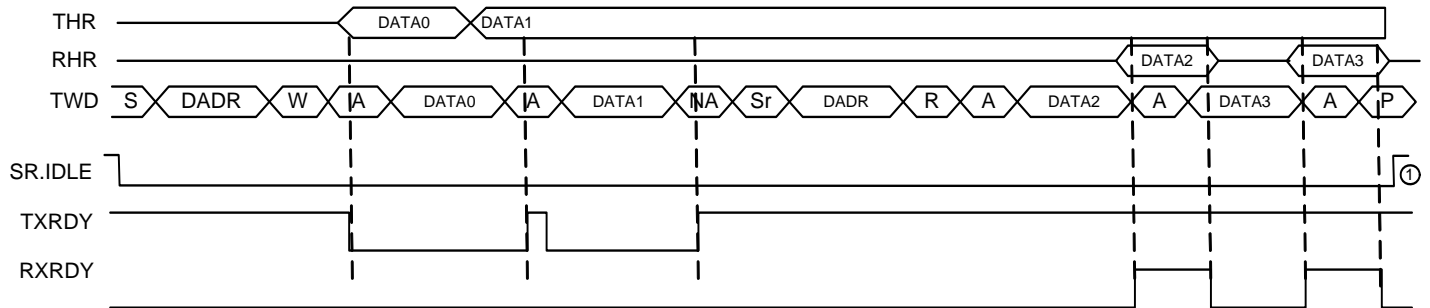 THR DATA0 DATA1
RHR DATA2 DATA3
TWD S DADR W A DATA0 A DATA1 NA Sr DADR R A DATA2 A DATA3 A P
SR.IDLE ①
TXRDY
RXRDY